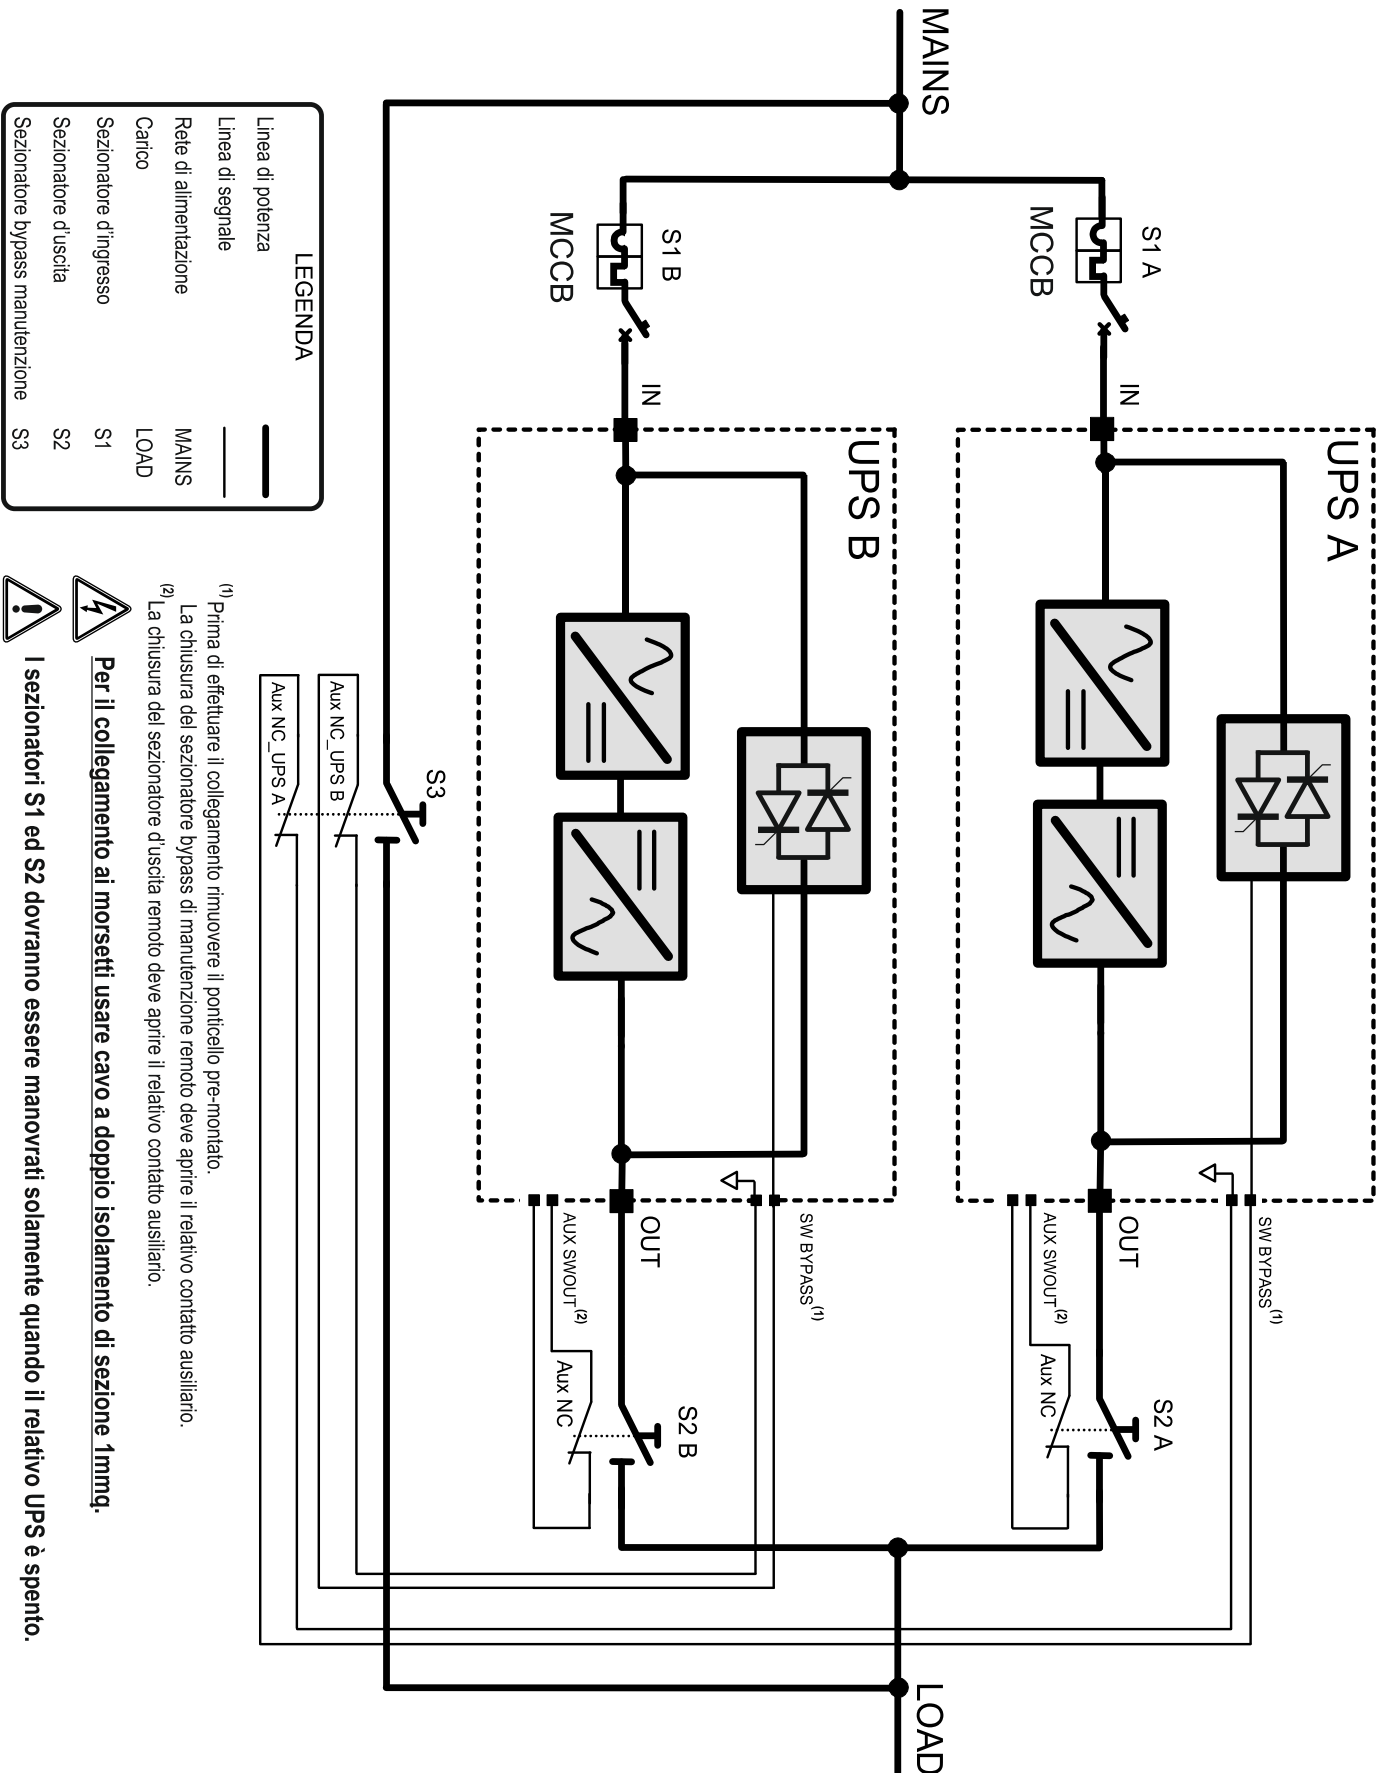 MAINS
S1 A
MCCB
IN
UPS A
SW BYPASS (1)
OUT
AUX SWOUT (2)
Aux NC
S2 A
S1 B
MCCB
IN
UPS B
SW BYPASS (1)
OUT
AUX SWOUT (2)
Aux NC
S2 B
LOAD
S3
Aux NC_UPS B
Aux NC_UPS A
LEGENDA
Linea di potenza
Linea di segnale
Rete di alimentazione MAINS
Carico LOAD
Sezionatore d'ingresso S1
Sezionatore d'uscita S2
Sezionatore bypass manutenzione S3
(1) Prima di effettuare il collegamento rimuovere il ponticello pre-montato.
La chiusura del sezionatore bypass di manutenzione remoto deve aprire il relativo contatto ausiliario.
(2) La chiusura del sezionatore d'uscita remoto deve aprire il relativo contatto ausiliario.
Per il collegamento ai morsetti usare cavo a doppio isolamento di sezione 1mmq.
I sezionatori S1 ed S2 dovranno essere manovrati solamente quando il relativo UPS è spento.